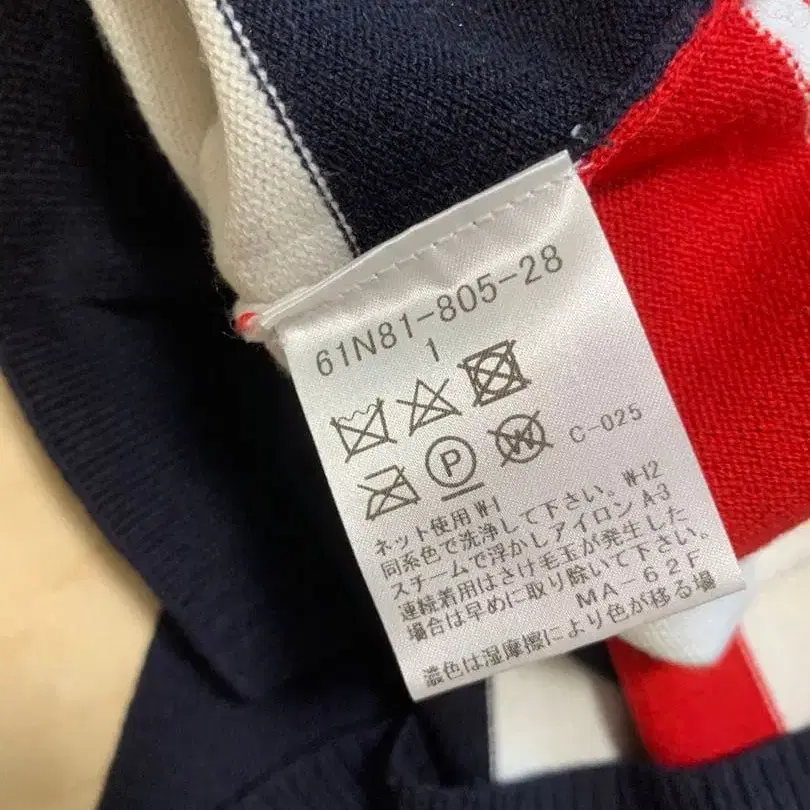 61N81-805-28
1
P
W
C-025
ネット使用 W-1
同系色で洗浄して下さい。 W-12
スチームで浮かしアイロン A-3
連続着用はさけ毛玉が発生した
場合は早めに取り除いて下さい。
MA-62F
濃色は湿摩擦により色が移る場